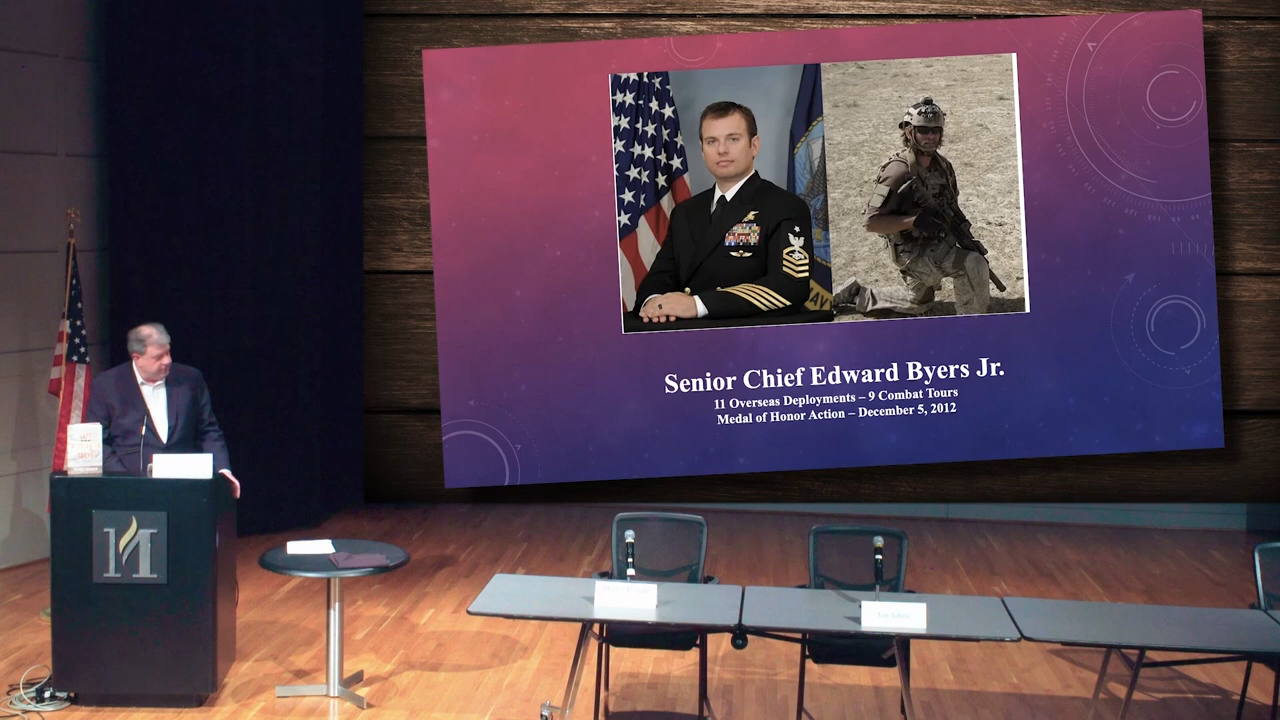 Senior Chief Edward Byers Jr.
11 Overseas Deployments – 9 Combat Tours
Medal of Honor Action – December 5, 2012